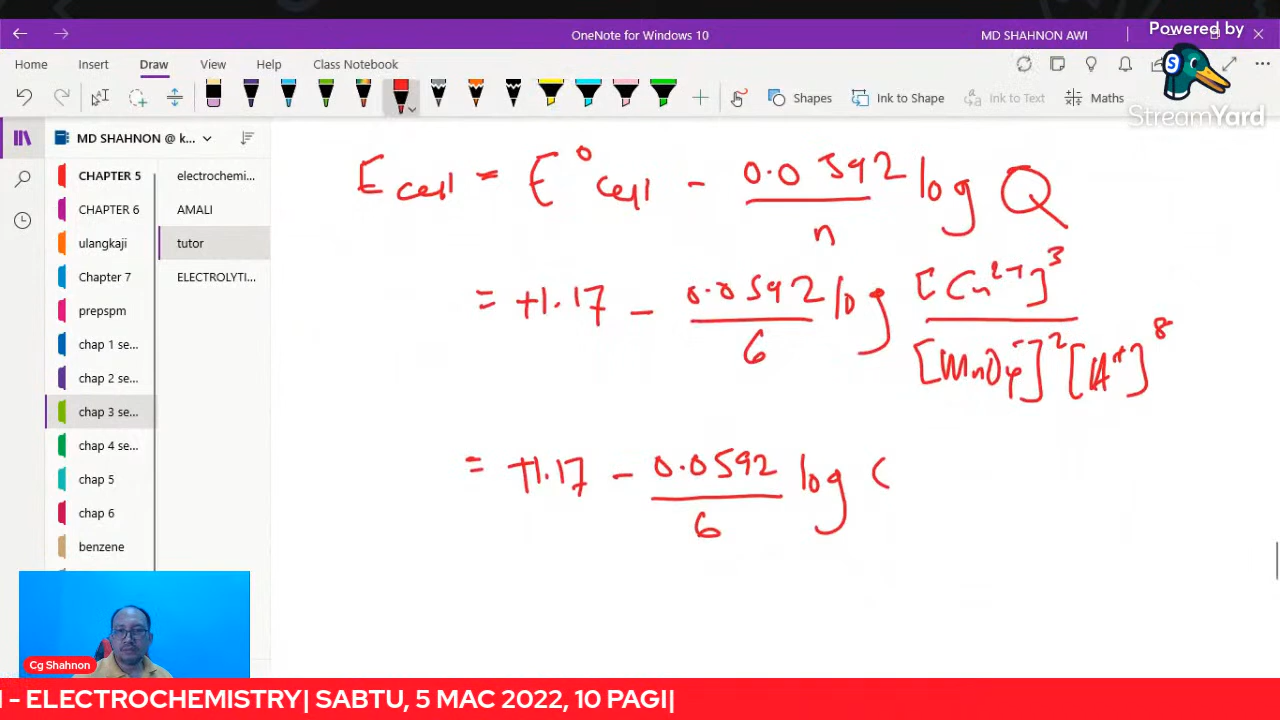 OneNote for Windows 10
MD SHAHNON AWI
Powered by
StreamYard
Home Insert Draw View Help Class Notebook
Shapes Ink to Shape Ink to Text Maths
MD SHAHNON @ k...
CHAPTER 5
CHAPTER 6
ulangkaji
Chapter 7
prepspm
chap 1 se...
chap 2 se...
chap 3 se...
chap 4 se...
chap 5
chap 6
benzene
electrochemi...
AMALI
tutor
ELECTROLYTI...
E cell = E⁰ cell - 0.0592/n log Q
= +1.17 - 0.0592/6 log [Cu²⁺]³/[MnO₄⁻]²[H⁺]⁸
= +1.17 - 0.0592/6 log (
Cg Shahnon
- ELECTROCHEMISTRY| SABTU, 5 MAC 2022, 10 PAGI|